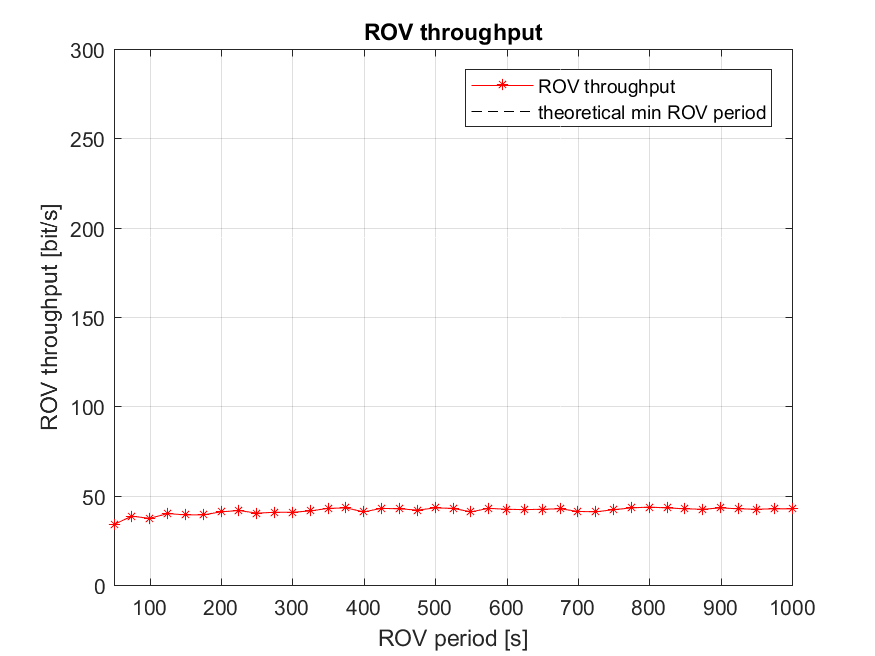 ROV throughput
300
250
200
150
100
50
0
ROV throughput [bit/s]
ROV throughput
theoretical min ROV period
100 200 300 400 500 600 700 800 900 1000
ROV period [s]